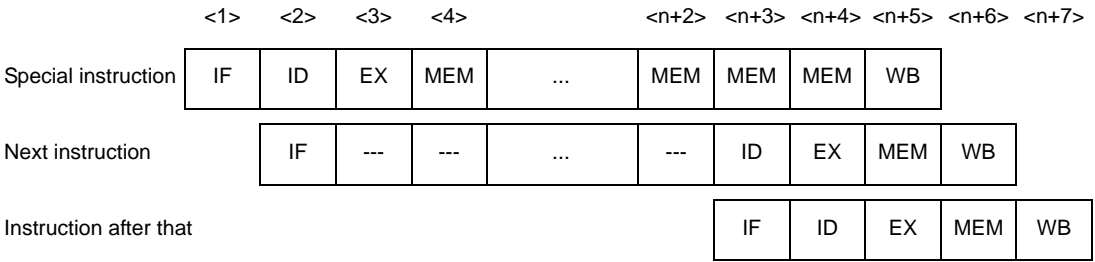 <1> <2> <3> <4> <n+2> <n+3> <n+4> <n+5> <n+6> <n+7>
Special instruction IF ID EX MEM ... MEM MEM MEM WB
Next instruction IF --- --- ... --- ID EX MEM WB
Instruction after that IF ID EX MEM WB